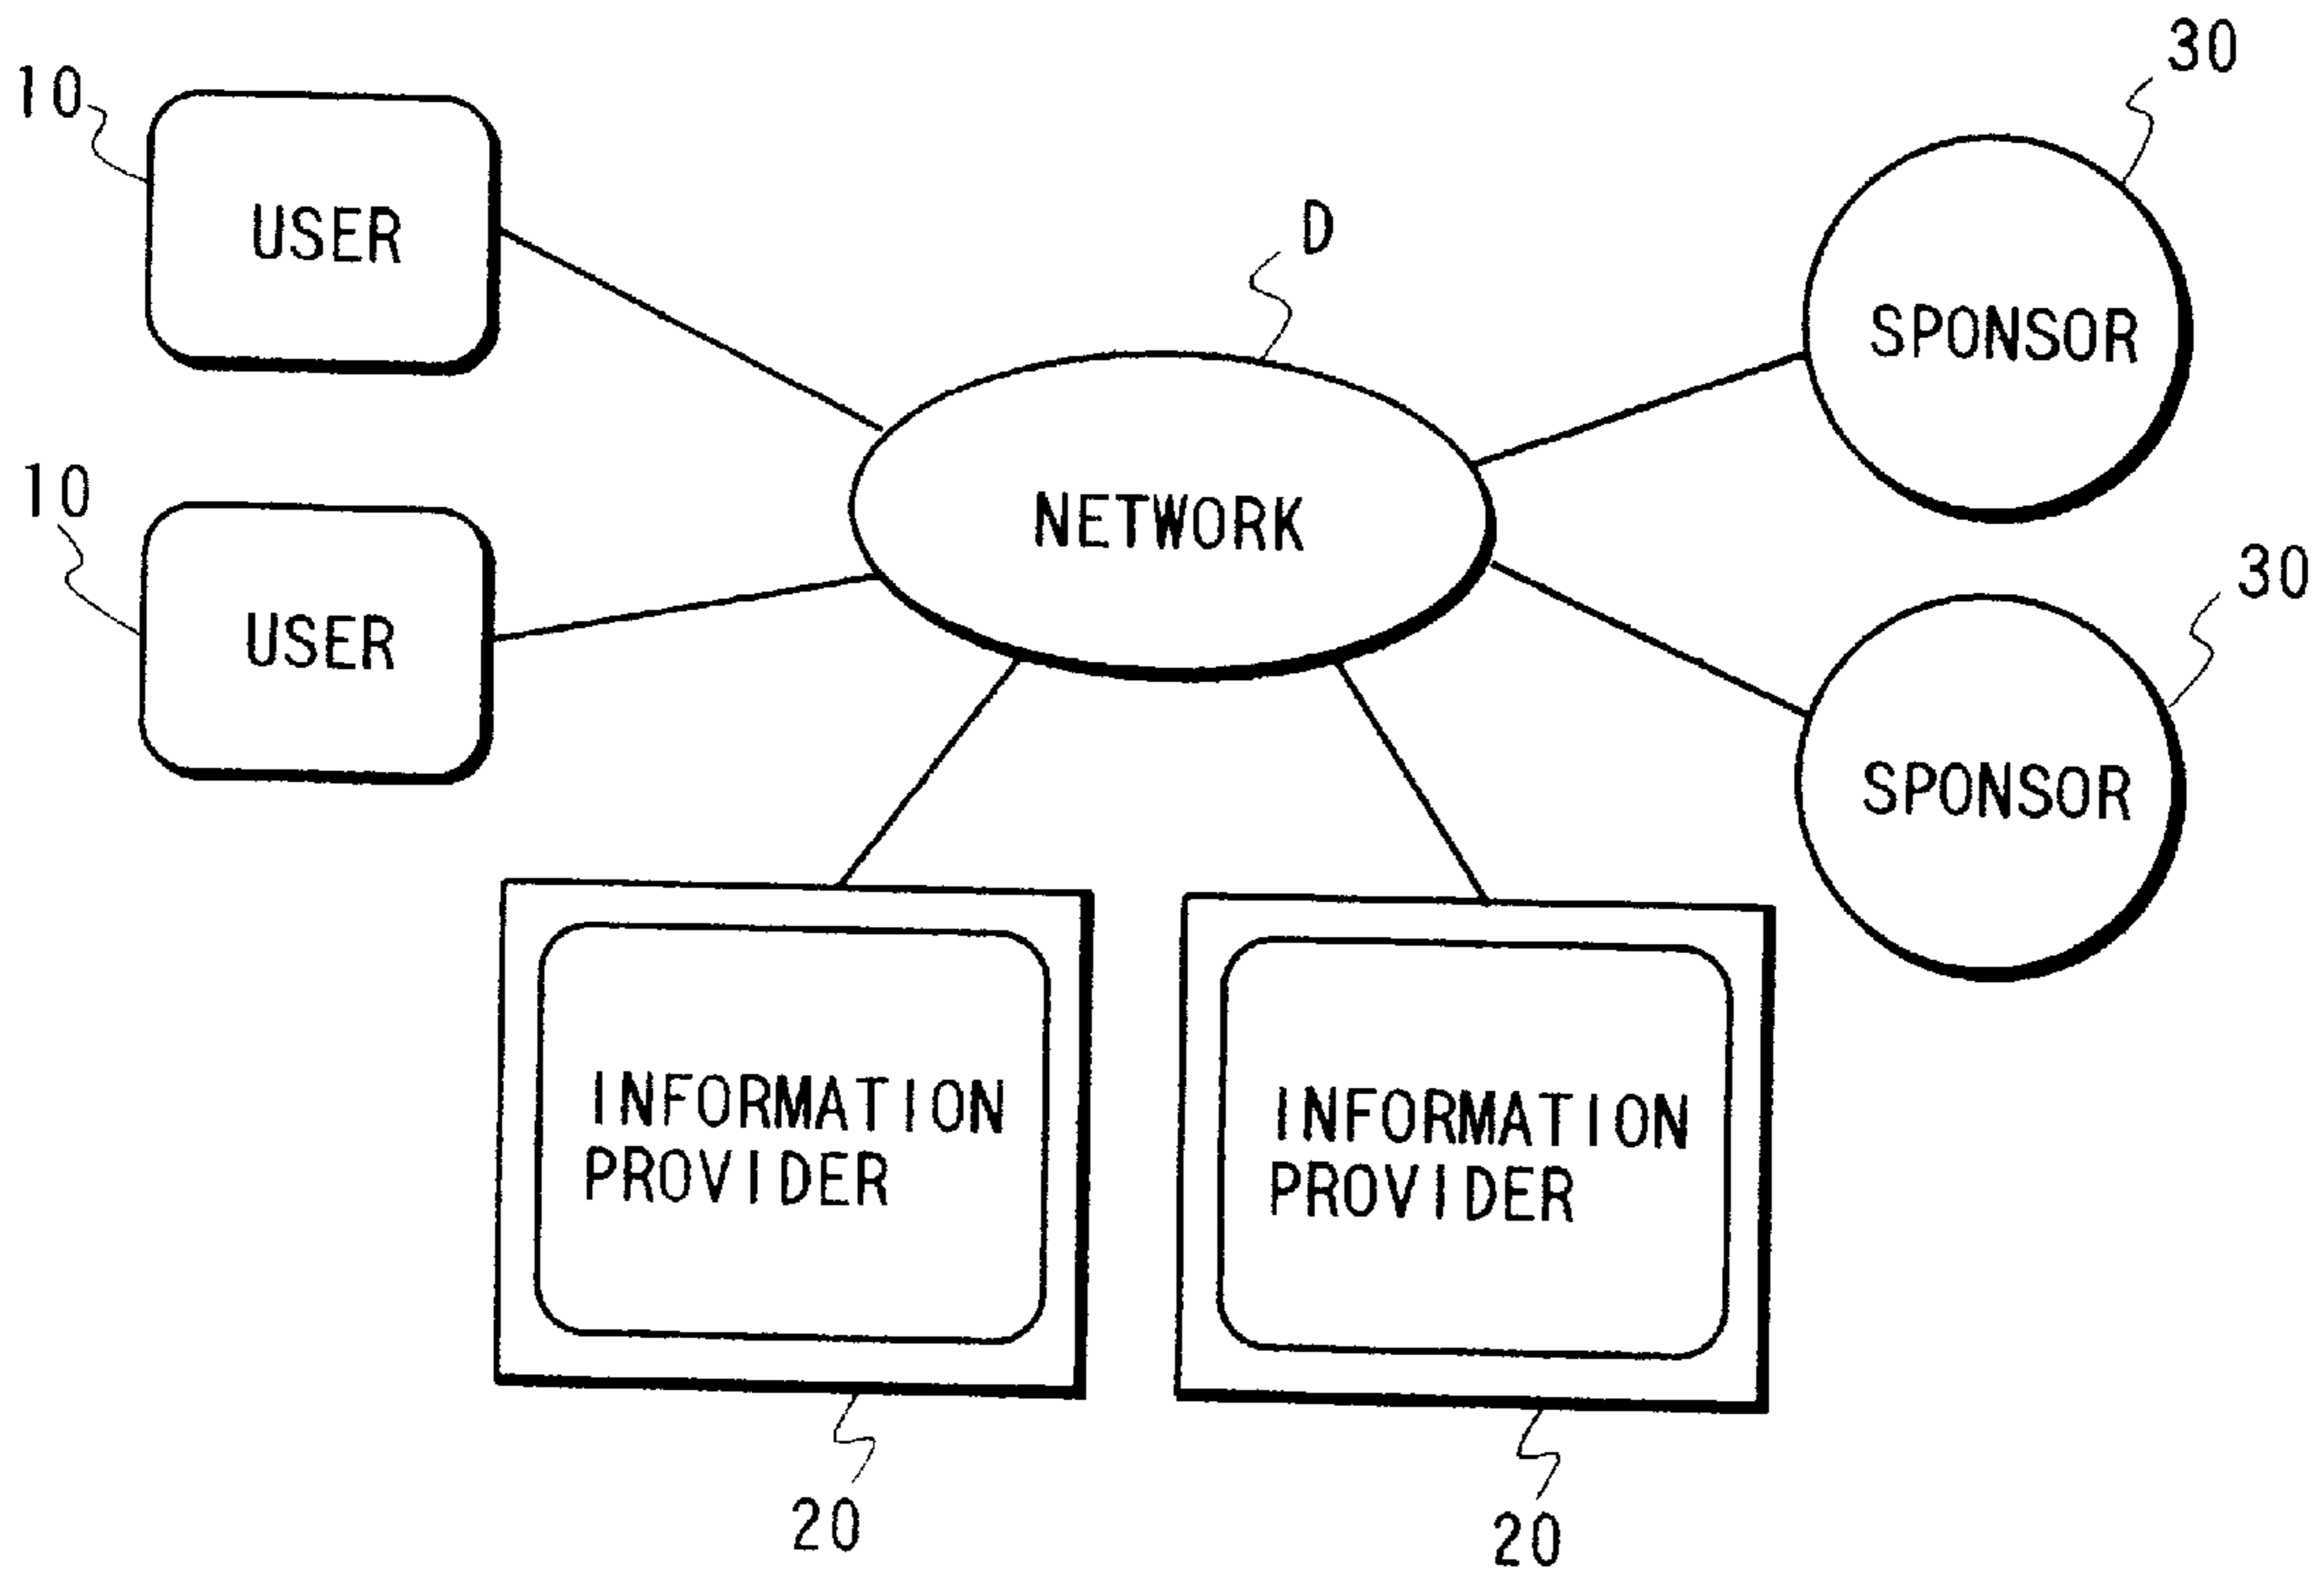 30
10
USER
D
SPONSOR
10
NETWORK
30
USER
SPONSOR
INFORMATION
PROVIDER
INFORMATION
PROVIDER
20
20